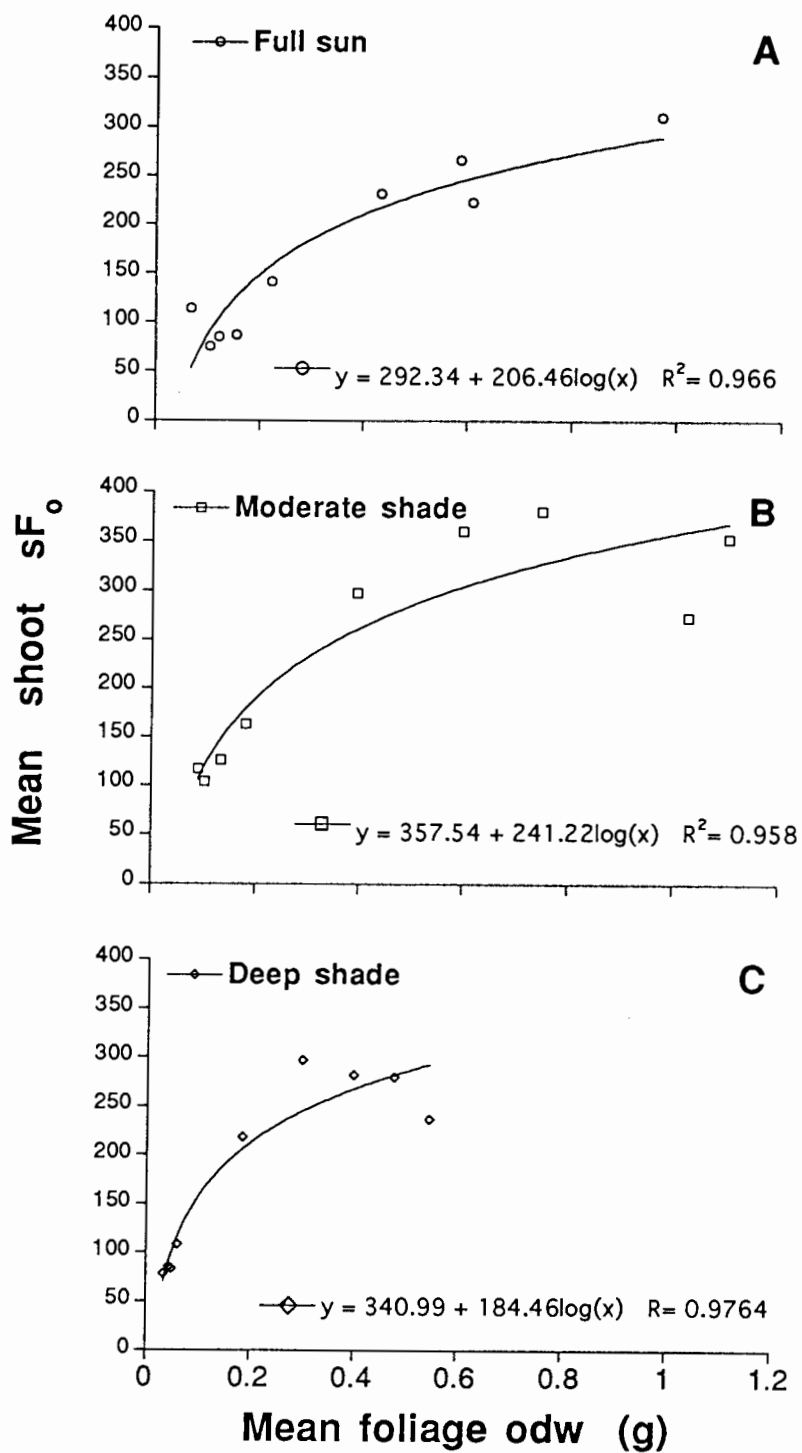 400
Full sun
A
350
300
250
200
150
100
50
y = 292.34 + 206.46log(x) R²= 0.966
0
400
Moderate shade
B
350
300
250
200
150
100
50
y = 357.54 + 241.22log(x) R²= 0.958
0
Mean shoot sFo
400
Deep shade
C
350
300
250
200
150
100
50
y = 340.99 + 184.46log(x) R= 0.9764
0
0 0.2 0.4 0.6 0.8 1 1.2
Mean foliage odw (g)